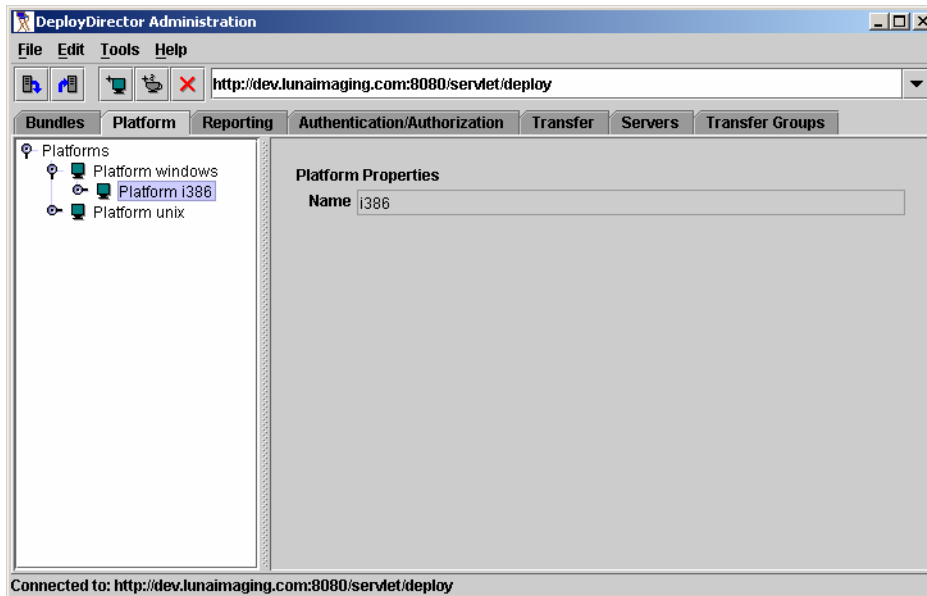 DeployDirector Administration
File Edit Tools Help
http://dev.lunaimaging.com:8080/servlet/deploy
Bundles Platform Reporting Authentication/Authorization Transfer Servers Transfer Groups
Platforms
Platform windows
Platform i386
Platform unix
Platform Properties
Name i386
Connected to: http://dev.lunaimaging.com:8080/servlet/deploy